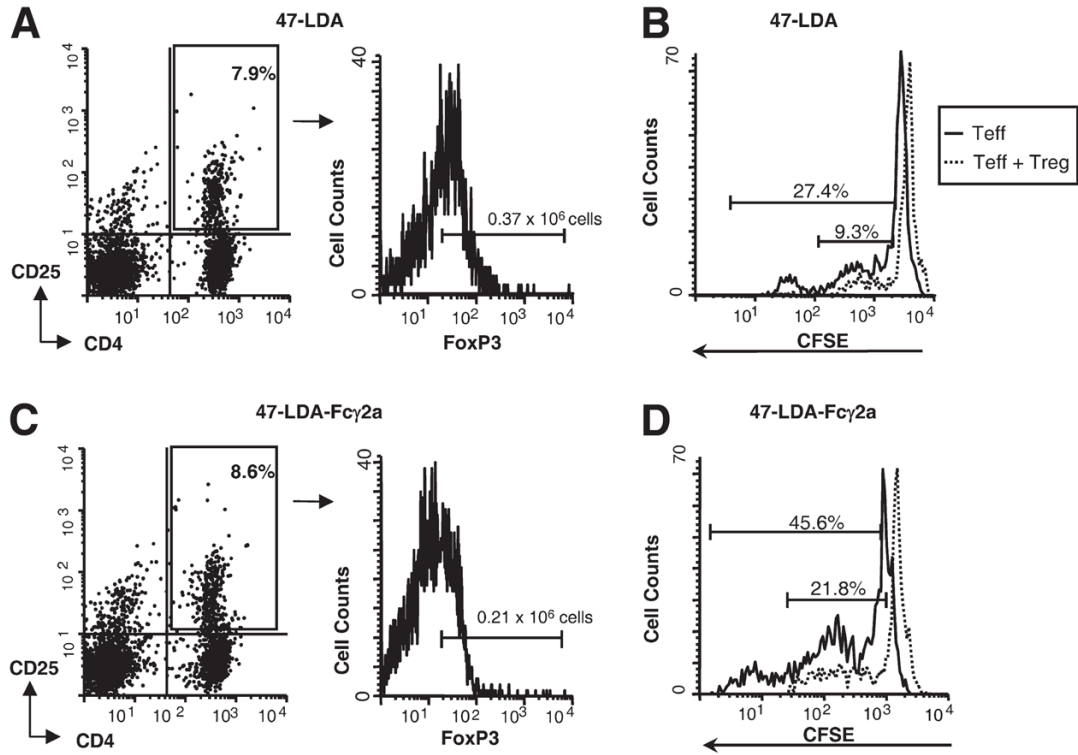 A
47-LDA
10⁴
10³
10²
10¹
CD25
7.9%
10¹ 10² 10³ 10⁴
CD4
40
Cell Counts
0
0.37 x 10⁶ cells
10¹ 10² 10³ 10⁴
FoxP3
B
47-LDA
70
Cell Counts
0
27.4%
9.3%
10¹ 10² 10³ 10⁴
CFSE
Teff
Teff + Treg
C
47-LDA-Fcγ2a
10⁴
10³
10²
10¹
CD25
8.6%
10¹ 10² 10³ 10⁴
CD4
40
Cell Counts
0
0.21 x 10⁶ cells
10¹ 10² 10³ 10⁴
FoxP3
D
47-LDA-Fcγ2a
70
Cell Counts
0
45.6%
21.8%
10¹ 10² 10³ 10⁴
CFSE